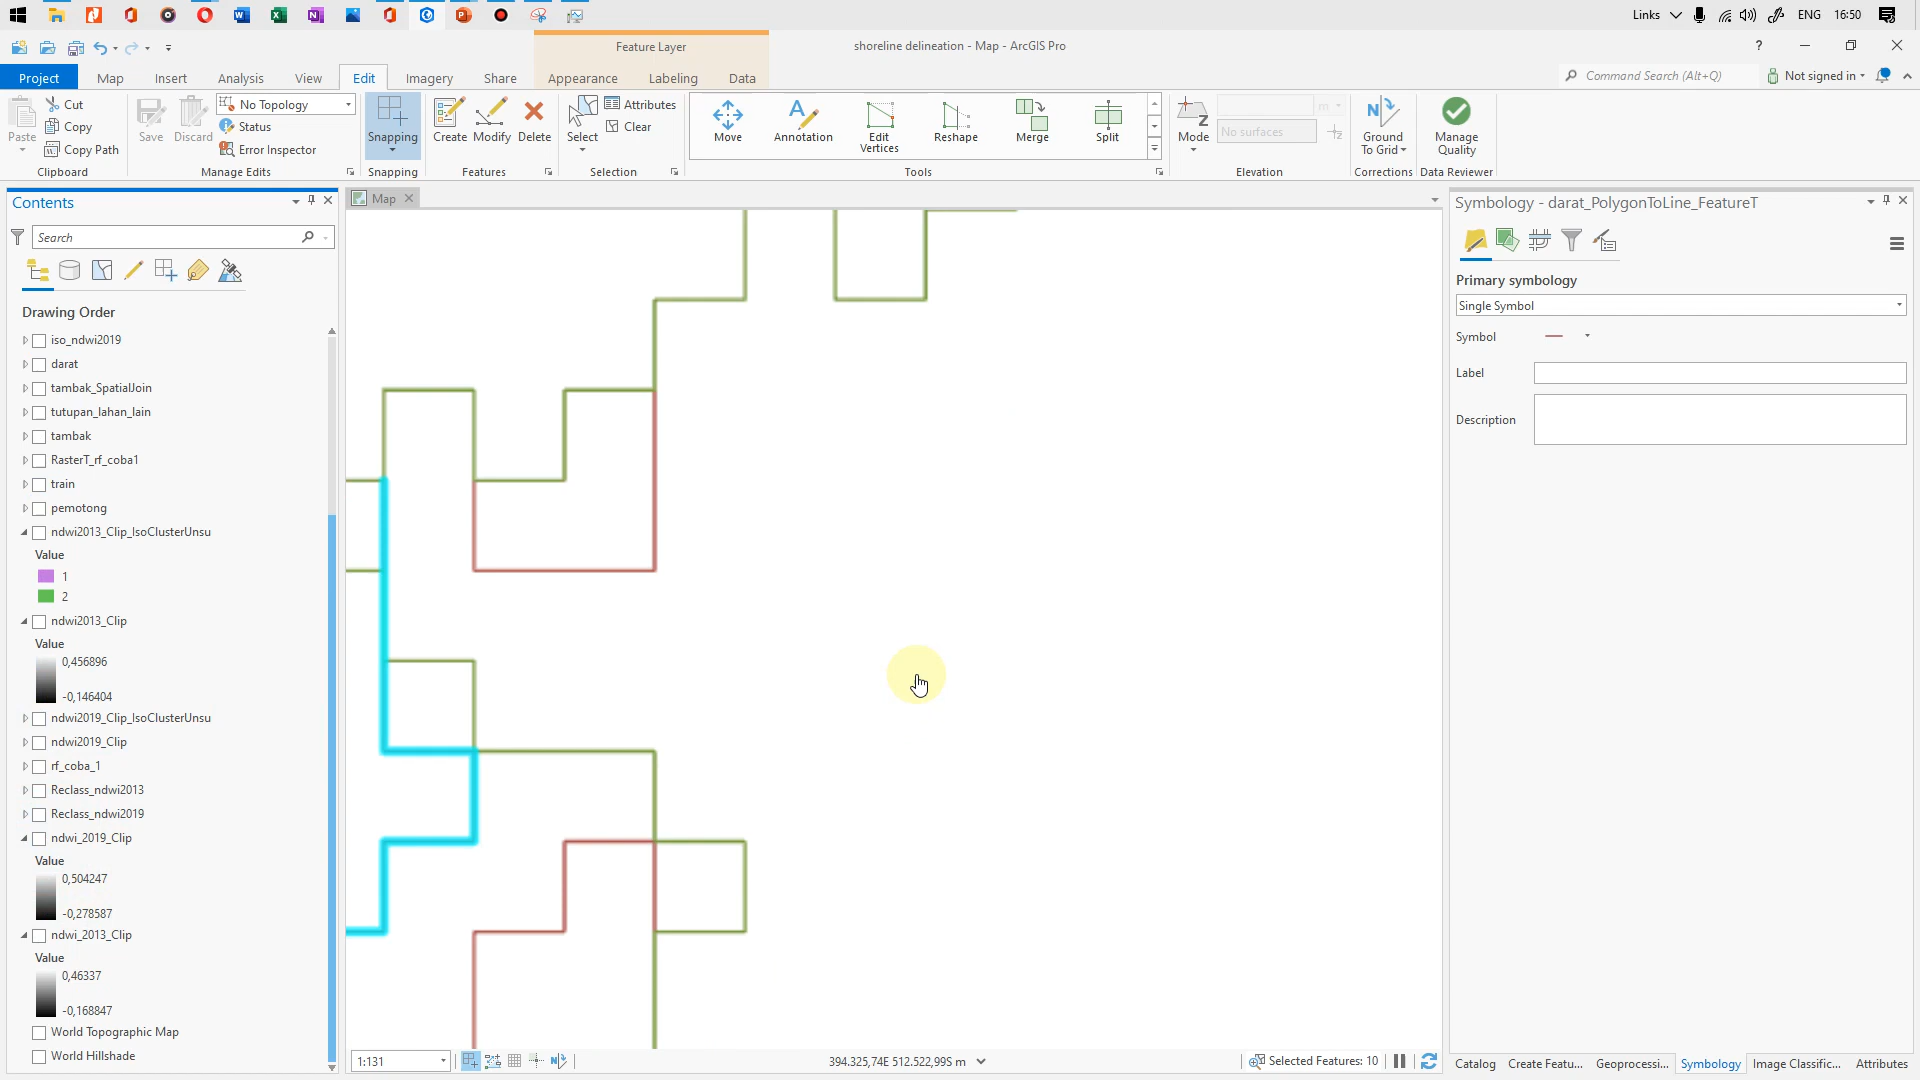 Links
ENG
16:50
Feature Layer
shoreline delineation - Map - ArcGIS Pro
?
Project
Map
Insert
Analysis
View
Edit
Imagery
Share
Appearance
Labeling
Data
Command Search (Alt+Q)
Not signed in
Paste
Cut
Copy
Copy Path
Clipboard
Save
Discard
No Topology
Status
Error Inspector
Manage Edits
Snapping
Snapping
Create
Modify
Delete
Features
Select
Attributes
Clear
Selection
Move
Annotation
Edit
Vertices
Reshape
Merge
Split
Tools
Mode
m
No surfaces
Elevation
Ground
To Grid
Corrections
Manage
Quality
Data Reviewer
Contents
Search
Drawing Order
iso_ndwi2019
darat
tambak_SpatialJoin
tutupan_lahan_lain
tambak
RasterT_rf_coba1
train
pemotong
ndwi2013_Clip_IsoClusterUnsu
Value
1
2
ndwi2013_Clip
Value
0,456896
-0,146404
ndwi2019_Clip_IsoClusterUnsu
ndwi2019_Clip
rf_coba_1
Reclass_ndwi2013
Reclass_ndwi2019
ndwi_2019_Clip
Value
0,504247
-0,278587
ndwi_2013_Clip
Value
0,46337
-0,168847
World Topographic Map
World Hillshade
Map
1:131
394.325,74E 512.522,99S m
Selected Features: 10
Symbology - darat_PolygonToLine_FeatureT
Primary symbology
Single Symbol
Symbol
Label
Description
Catalog
Create Featu...
Geoprocessi...
Symbology
Image Classific...
Attributes